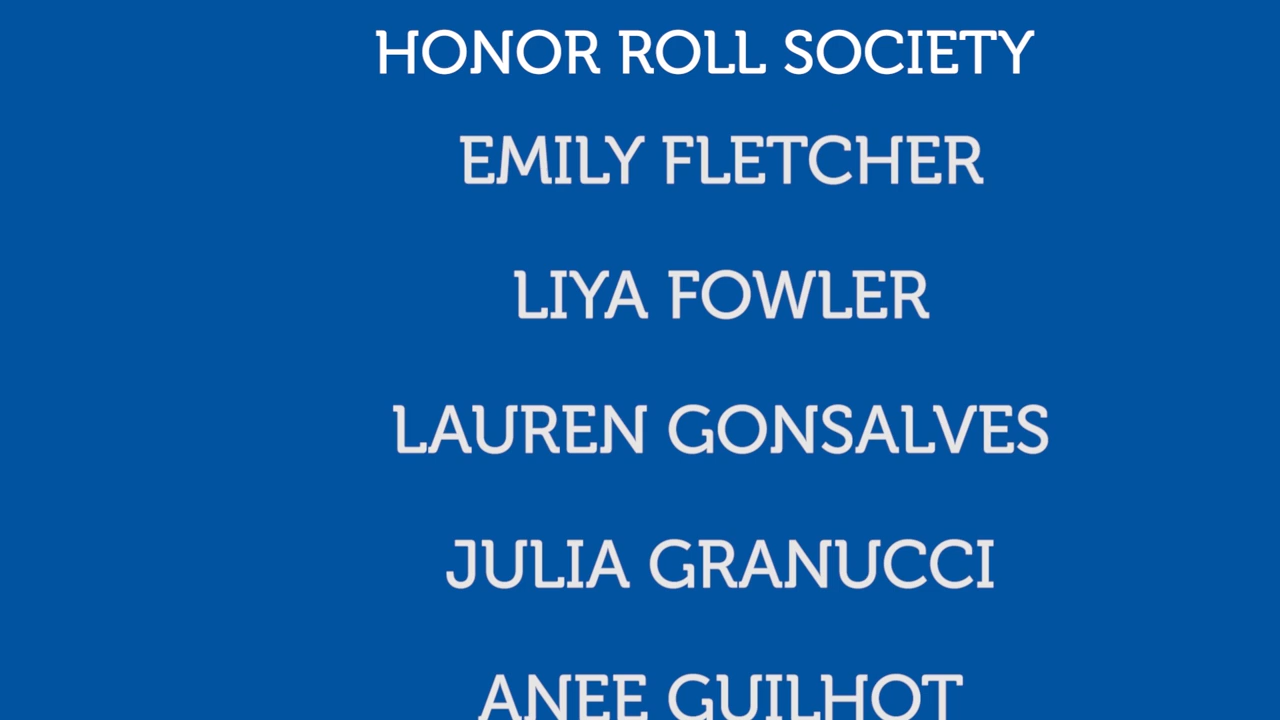 HONOR ROLL SOCIETY
EMILY FLETCHER
LIYA FOWLER
LAUREN GONSALVES
JULIA GRANUCCI
ANEE GUILHOT